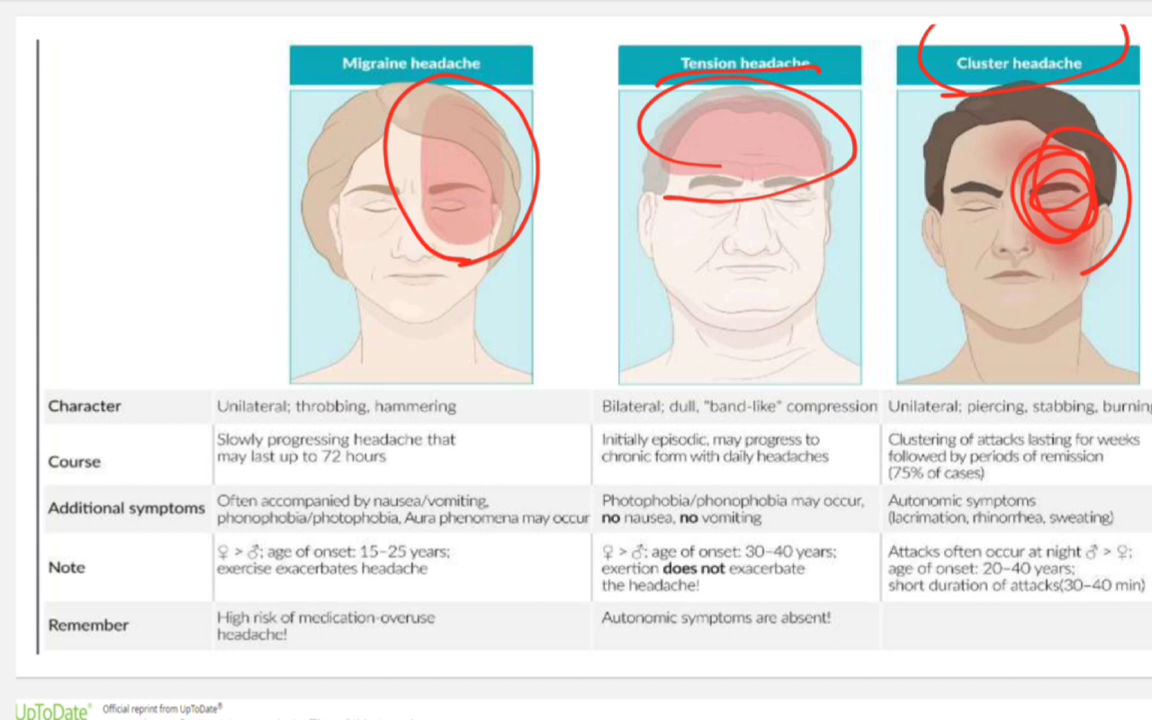 Migraine headache
Tension headache
Cluster headache
Character
Unilateral; throbbing, hammering
Bilateral; dull, "band-like" compression
Unilateral; piercing, stabbing, burning
Course
Slowly progressing headache that
may last up to 72 hours
Initially episodic, may progress to
chronic form with daily headaches
Clustering of attacks lasting for weeks
followed by periods of remission
(75% of cases)
Additional symptoms
Often accompanied by nausea/vomiting,
phonophobia/photophobia, Aura phenomena may occur
Photophobia/phonophobia may occur,
no nausea, no vomiting
Autonomic symptoms
(lacrimation, rhinorrhea, sweating)
Note
♀ > ♂; age of onset: 15–25 years;
exercise exacerbates headache
♀ > ♂; age of onset: 30–40 years;
exertion does not exacerbate
the headache!
Attacks often occur at night ♂ > ♀;
age of onset: 20–40 years;
short duration of attacks(30–40 min)
Remember
High risk of medication-overuse
headache!
Autonomic symptoms are absent!
UpToDate®
Official reprint from UpToDate®